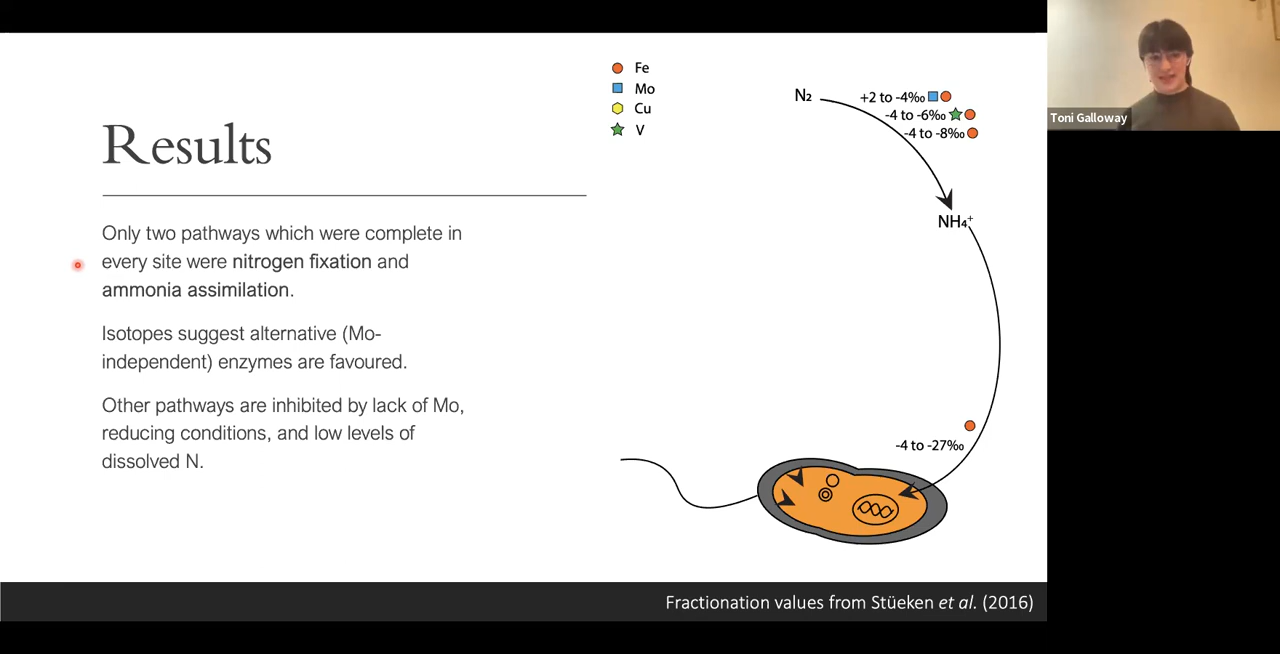 Results
Only two pathways which were complete in
every site were nitrogen fixation and
ammonia assimilation.
Isotopes suggest alternative (Mo-
independent) enzymes are favoured.
Other pathways are inhibited by lack of Mo,
reducing conditions, and low levels of
dissolved N.
Fe
Mo
Cu
V
N₂
+2 to -4‰
-4 to -6‰
-4 to -8‰
NH₄⁺
-4 to -27‰
Fractionation values from Stüeken et al. (2016)
Toni Galloway